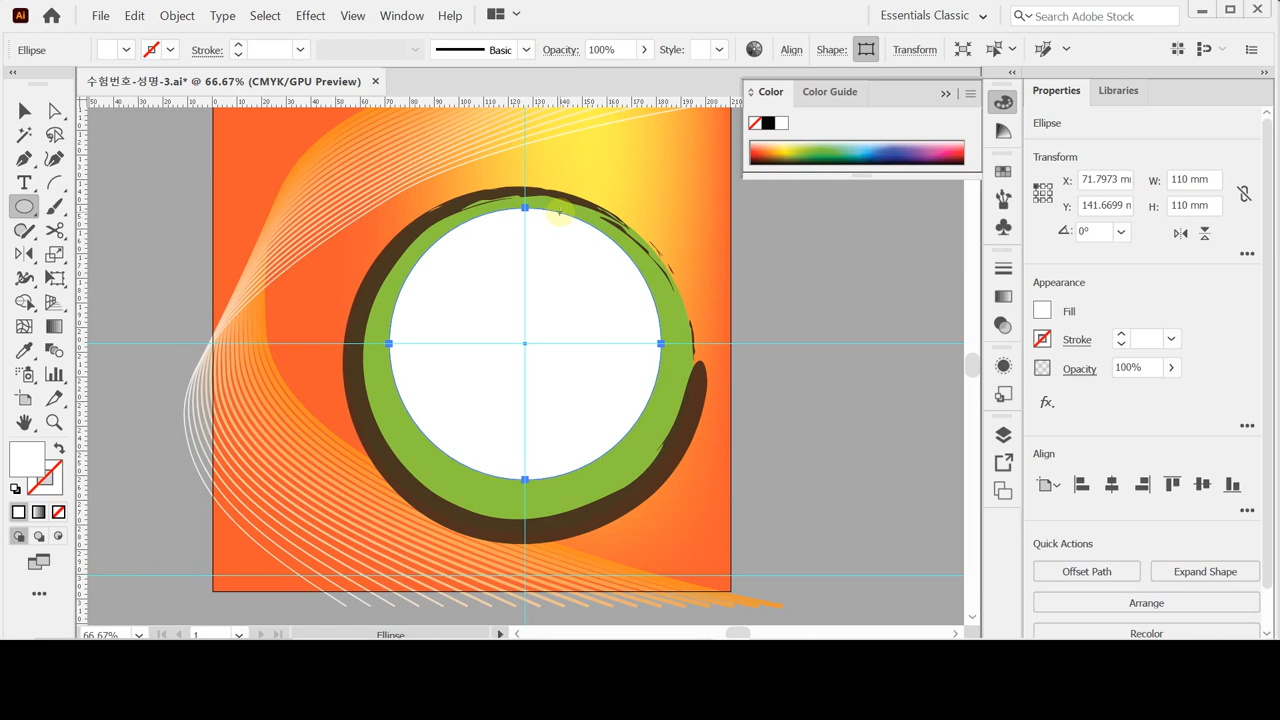 Ai File Edit Object Type Select Effect View Window Help Essentials Classic Search Adobe Stock
Ellipse Stroke: Basic Opacity: 100% Style: Align Shape: Transform
수험번호-성명-3.ai* @ 66.67% (CMYK/GPU Preview)
Color Color Guide
Properties Libraries
Ellipse
Transform
X: 71.7973 mm W: 110 mm
Y: 141.6699 m H: 110 mm
0°
Appearance
Fill
Stroke
Opacity 100%
fx
Align
Quick Actions
Offset Path Expand Shape
Arrange
Recolor
66.67% 1 Ellipse